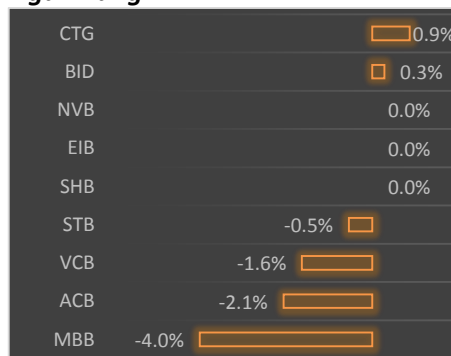 CTG 0.9%
BID 0.3%
NVB 0.0%
EIB 0.0%
SHB 0.0%
STB -0.5%
VCB -1.6%
ACB -2.1%
MBB -4.0%